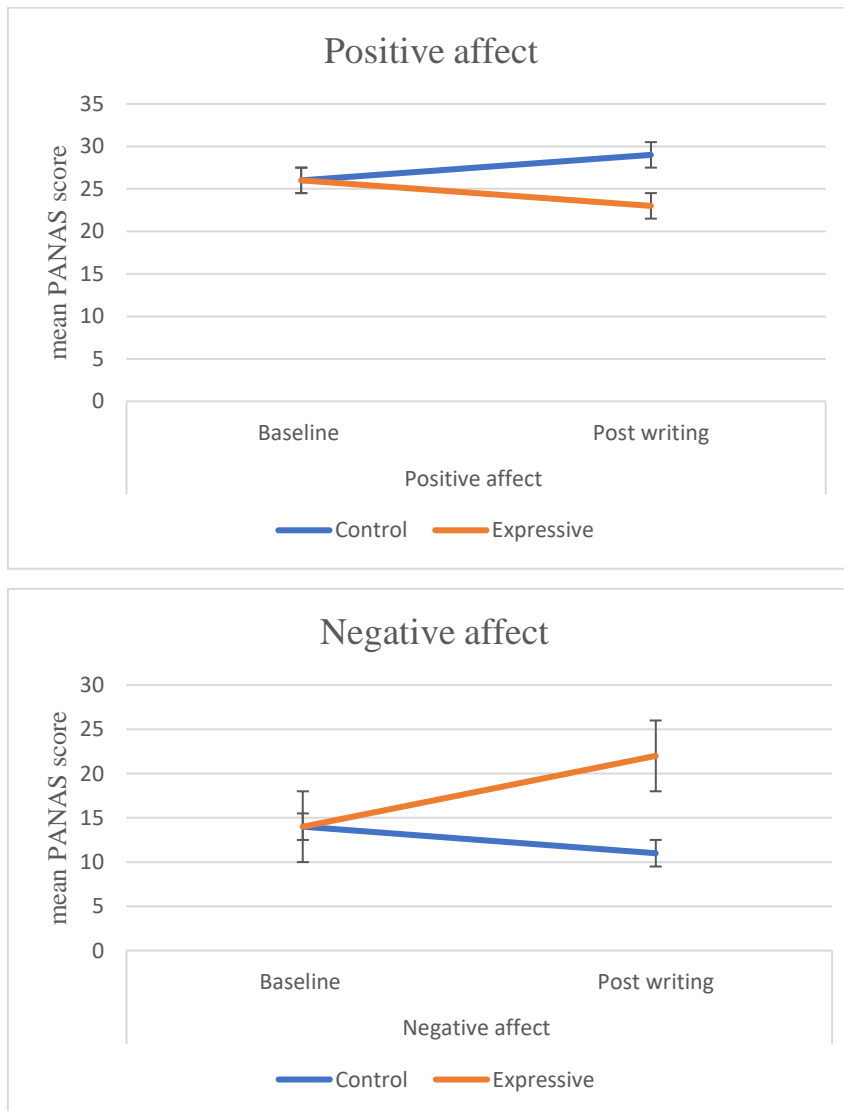 Positive affect
35
30
25
20
15
10
5
0
mean PANAS score
Baseline Post writing
Positive affect
Control Expressive
Negative affect
30
25
20
15
10
5
0
mean PANAS score
Baseline Post writing
Negative affect
Control Expressive